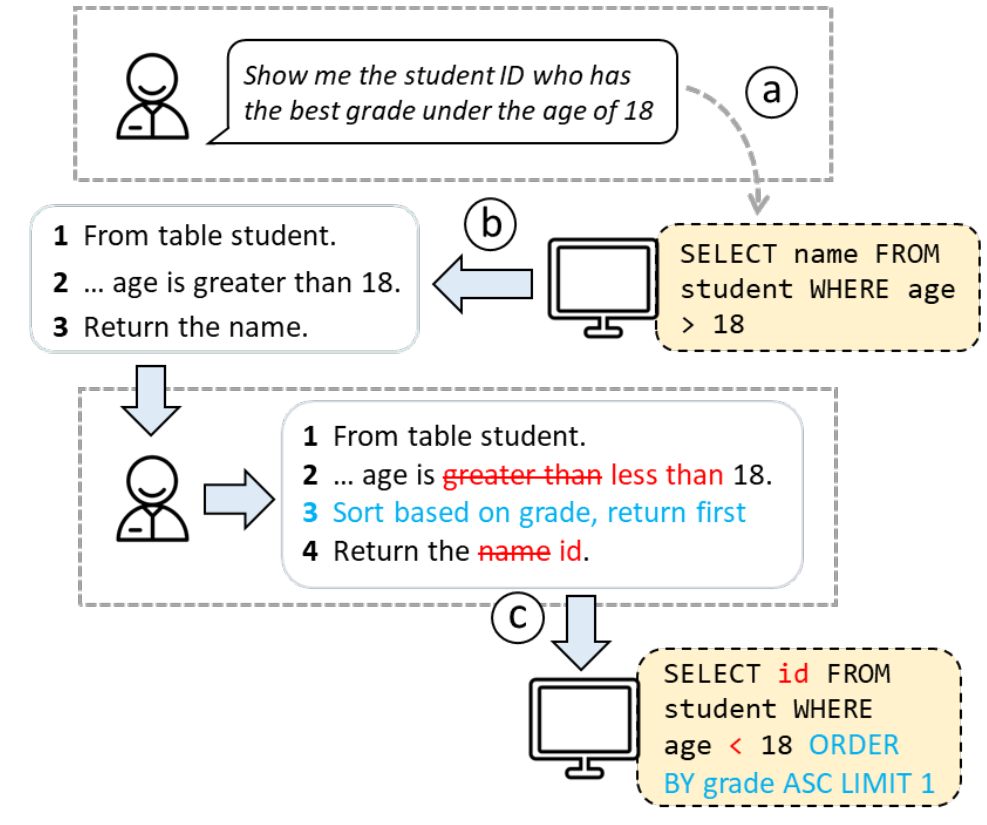 Show me the student ID who has
the best grade under the age of 18
a
b
1 From table student.
2 ... age is greater than 18.
3 Return the name.
SELECT name FROM
student WHERE age
> 18
1 From table student.
2 ... age is greater than less than 18.
3 Sort based on grade, return first
4 Return the name id.
c
SELECT id FROM
student WHERE
age < 18 ORDER
BY grade ASC LIMIT 1